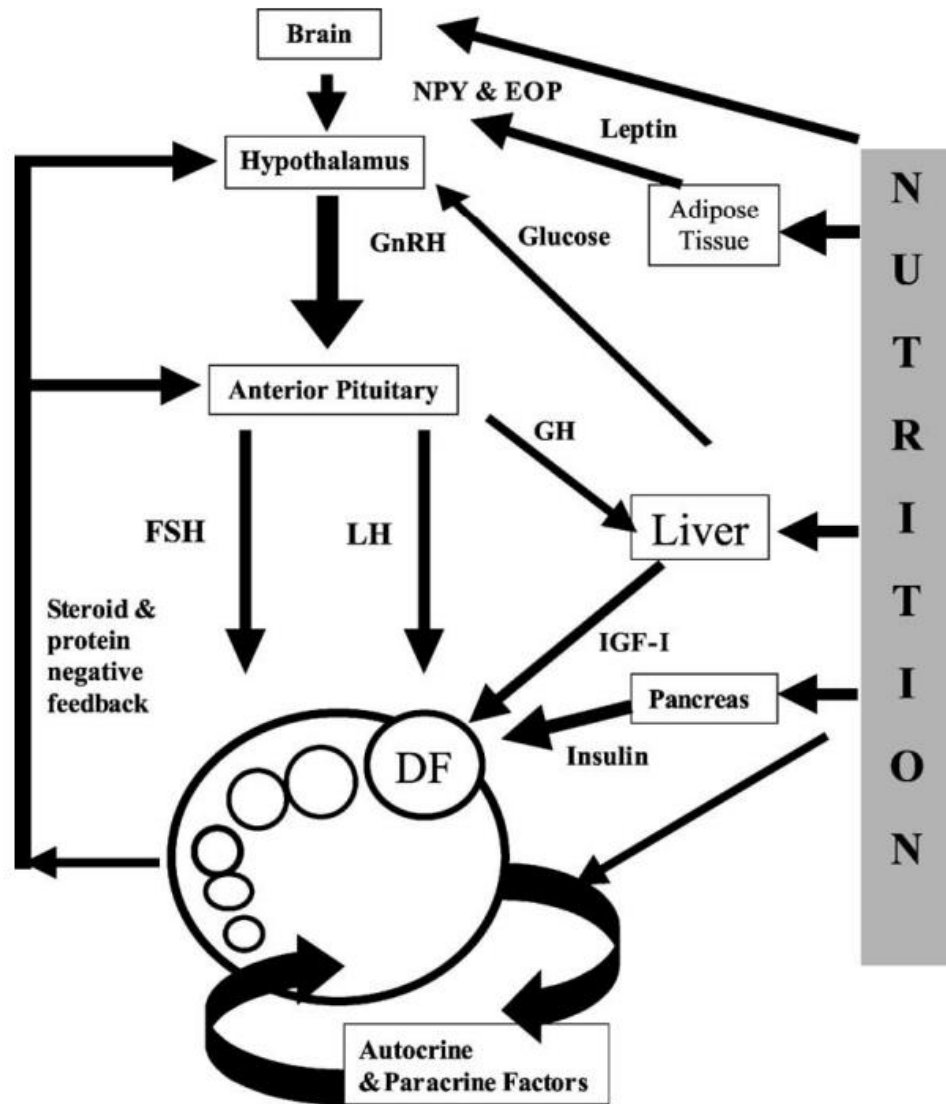 Brain
NPY & EOP
Leptin
Hypothalamus
Adipose
Tissue
GnRH
Glucose
Anterior Pituitary
GH
FSH
LH
Liver
Steroid &
protein
negative
feedback
IGF-I
Pancreas
Insulin
DF
Autocrine
& Paracrine Factors
N
U
T
R
I
T
I
O
N